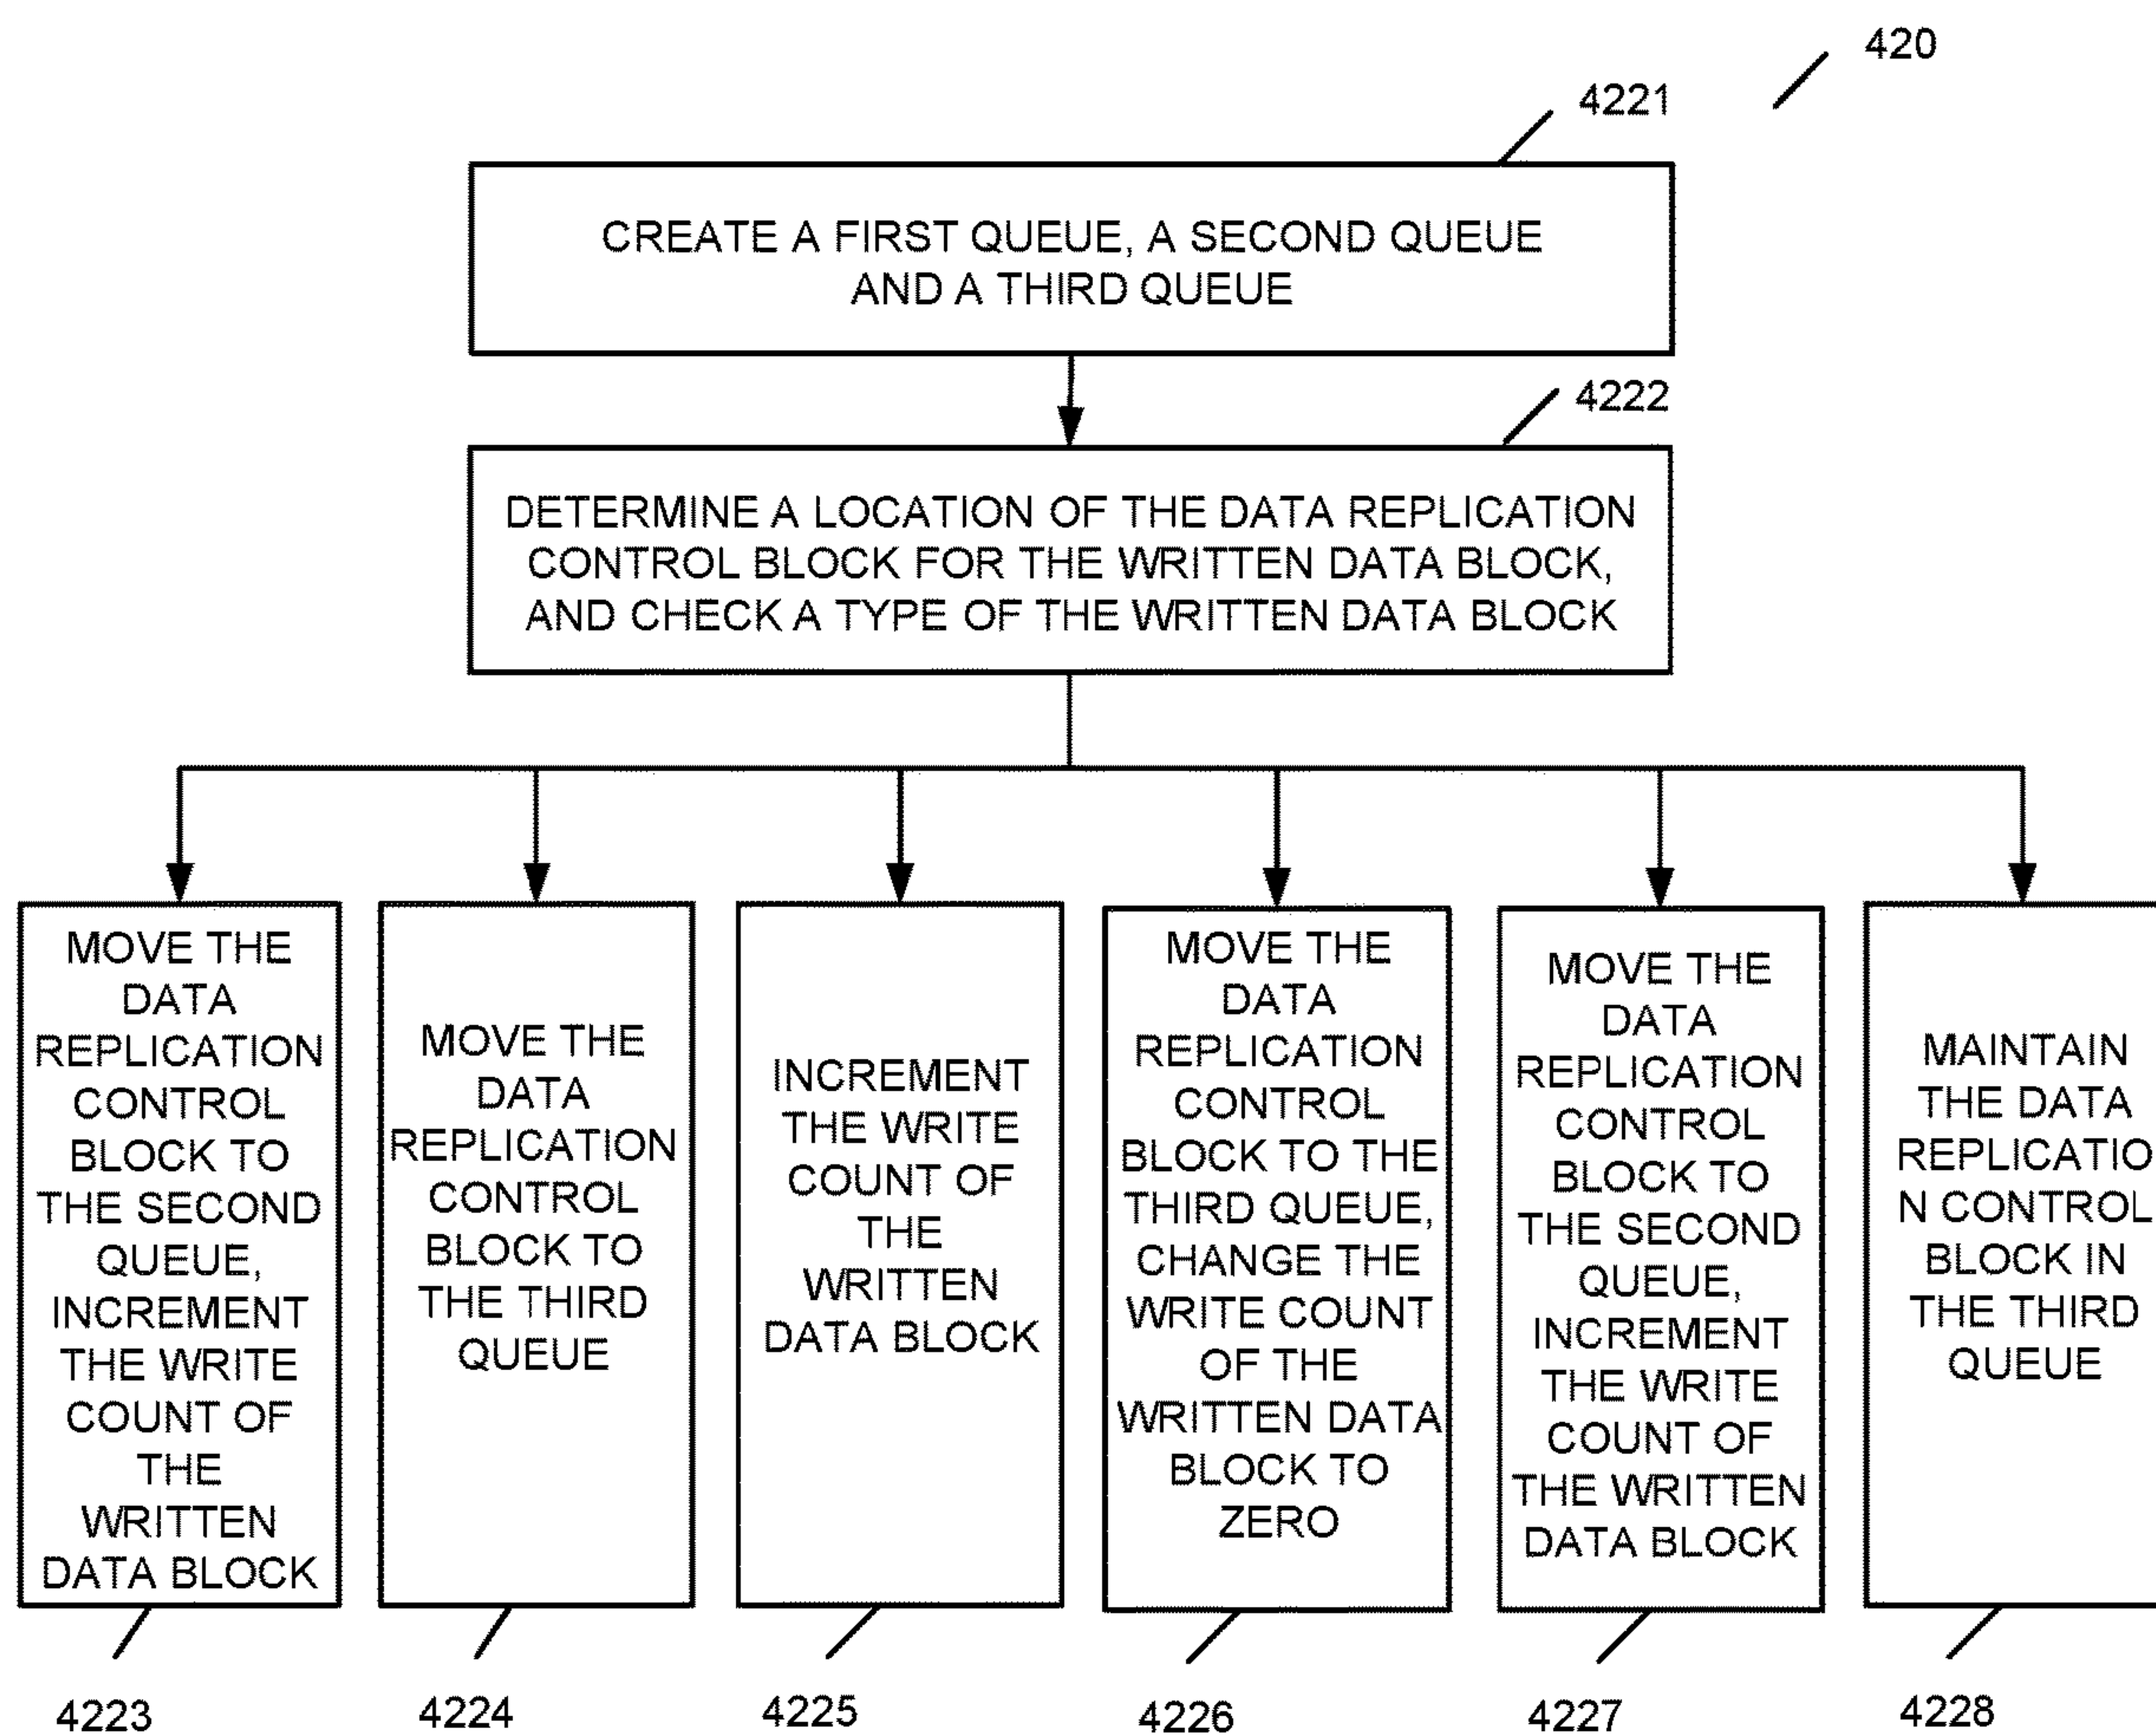 420
4221
CREATE A FIRST QUEUE, A SECOND QUEUE
AND A THIRD QUEUE
4222
DETERMINE A LOCATION OF THE DATA REPLICATION
CONTROL BLOCK FOR THE WRITTEN DATA BLOCK,
AND CHECK A TYPE OF THE WRITTEN DATA BLOCK
MOVE THE
DATA
REPLICATION
CONTROL
BLOCK TO
THE SECOND
QUEUE,
INCREMENT
THE WRITE
COUNT OF
THE
WRITTEN
DATA BLOCK
MOVE THE
DATA
REPLICATION
CONTROL
BLOCK TO
THE THIRD
QUEUE
INCREMENT
THE WRITE
COUNT OF
THE
WRITTEN
DATA BLOCK
MOVE THE
DATA
REPLICATION
CONTROL
BLOCK TO THE
THIRD QUEUE,
CHANGE THE
WRITE COUNT
OF THE
WRITTEN DATA
BLOCK TO
ZERO
MOVE THE
DATA
REPLICATION
CONTROL
BLOCK TO
THE SECOND
QUEUE,
INCREMENT
THE WRITE
COUNT OF
THE WRITTEN
DATA BLOCK
MAINTAIN
THE DATA
REPLICATIO
N CONTROL
BLOCK IN
THE THIRD
QUEUE
4223
4224
4225
4226
4227
4228